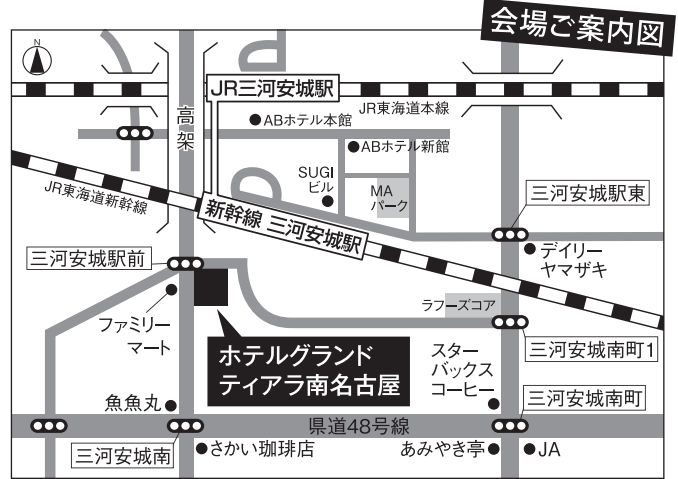 会場ご案内図
N
JR三河安城駅
JR東海道本線
高架
ABホテル本館
ABホテル新館
SUGI
ビル
MA
パーク
JR東海道新幹線
新幹線 三河安城駅
三河安城駅東
デイリー
ヤマザキ
三河安城駅前
ファミリー
マート
ラフーズコア
ホテルグランド
ティアラ南名古屋
スター
バックス
コーヒー
三河安城南町1
三河安城南町
魚魚丸
県道48号線
三河安城南
さかい珈琲店
あみやき亭
JA